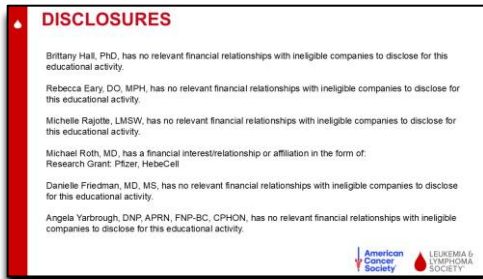 DISCLOSURES
Brittany Hall, PhD, has no relevant financial relationships with ineligible companies to disclose for this
educational activity.
Rebecca Eary, DO, MPH, has no relevant financial relationships with ineligible companies to disclose for
this educational activity.
Michelle Rajotte, LMSW, has no relevant financial relationships with ineligible companies to disclose for
this educational activity.
Michael Roth, MD, has a financial interest/relationship or affiliation in the form of:
Research Grant: Pfizer, HebeCell
Danielle Friedman, MD, MS, has no relevant financial relationships with ineligible companies to disclose
for this educational activity.
Angela Yarbrough, DNP, APRN, FNP-BC, CPHON, has no relevant financial relationships with ineligible
companies to disclose for this educational activity.
American
Cancer
Society
LEUKEMIA &
LYMPHOMA
SOCIETY